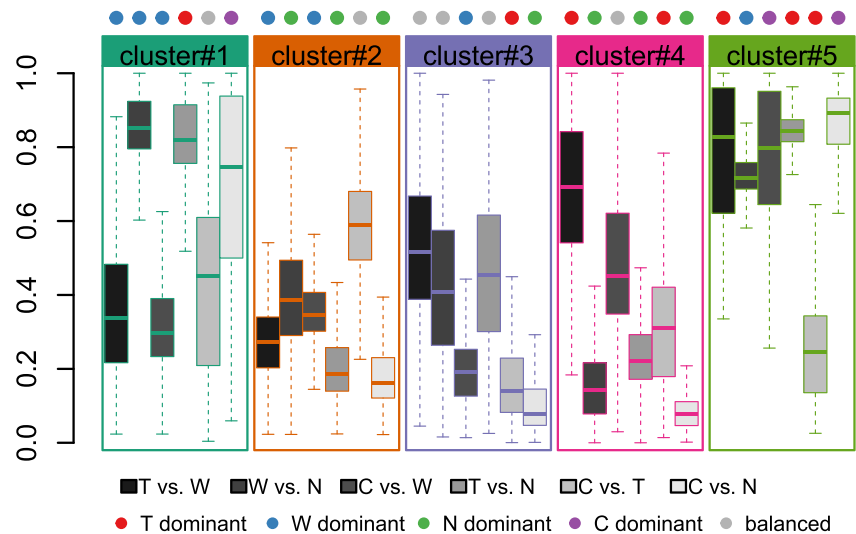 cluster#1 cluster#2 cluster#3 cluster#4 cluster#5
1.0
0.8
0.6
0.4
0.2
0.0
T vs. W W vs. N C vs. W T vs. N C vs. T C vs. N
T dominant W dominant N dominant C dominant balanced